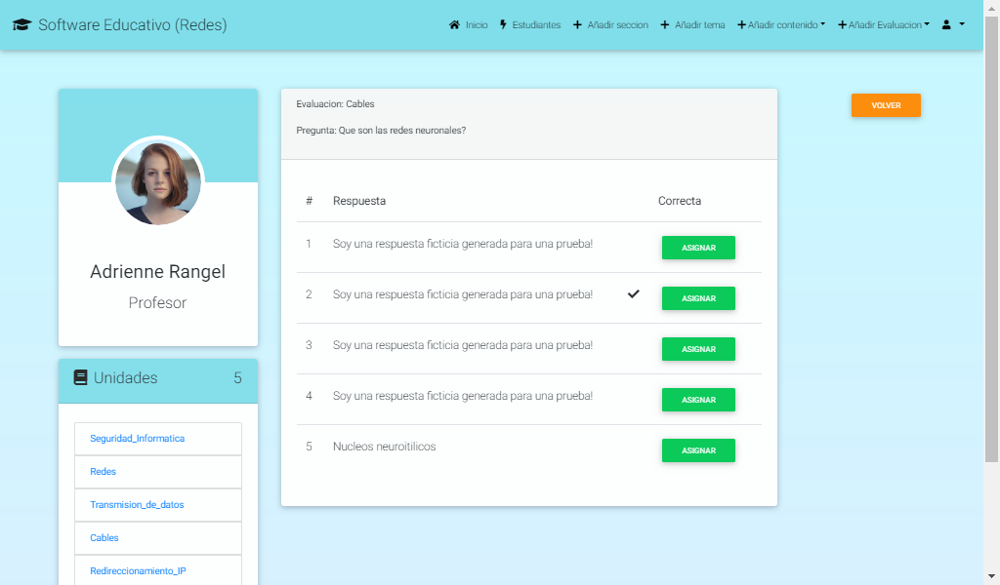 Software Educativo (Redes)
Inicio
Estudiantes
Añadir seccion
Añadir tema
Añadir contenido
Añadir Evaluacion
Adrienne Rangel
Profesor
Unidades 5
Seguridad_Informatica
Redes
Transmision_de_datos
Cables
Redireccionamiento_IP
Evaluacion: Cables
Pregunta: Que son las redes neuronales?
# Respuesta Correcta
1 Soy una respuesta ficticia generada para una prueba! ASIGNAR
2 Soy una respuesta ficticia generada para una prueba! ASIGNAR
3 Soy una respuesta ficticia generada para una prueba! ASIGNAR
4 Soy una respuesta ficticia generada para una prueba! ASIGNAR
5 Nucleos neuroitilicos ASIGNAR
VOLVER